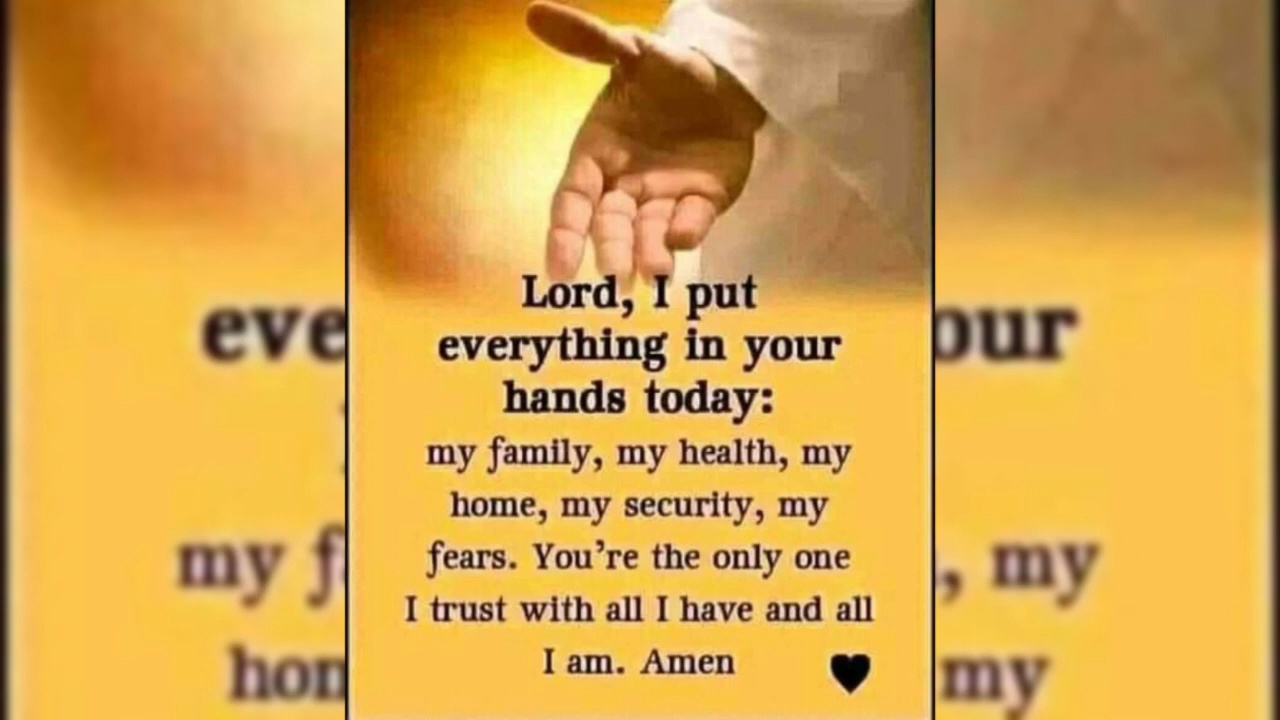 Lord, I put
everything in your
hands today:
my family, my health, my
home, my security, my
fears. You’re the only one
I trust with all I have and all
I am. Amen